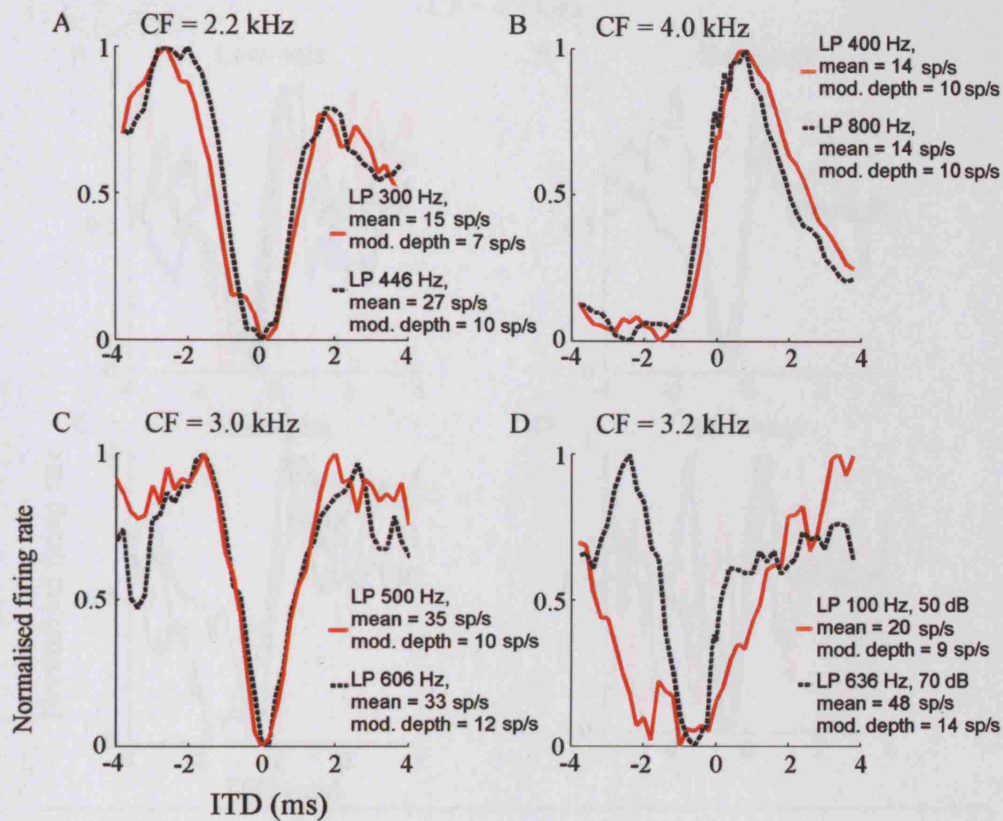 A
CF = 2.2 kHz
1
0.5
0
-4
-2
0
2
4
LP 300 Hz,
mean = 15 sp/s
mod. depth = 7 sp/s
LP 446 Hz,
mean = 27 sp/s
mod. depth = 10 sp/s
B
CF = 4.0 kHz
1
0.5
0
-4
-2
0
2
4
LP 400 Hz,
mean = 14 sp/s
mod. depth = 10 sp/s
LP 800 Hz,
mean = 14 sp/s
mod. depth = 10 sp/s
C
CF = 3.0 kHz
1
0.5
0
-4
-2
0
2
4
LP 500 Hz,
mean = 35 sp/s
mod. depth = 10 sp/s
LP 606 Hz,
mean = 33 sp/s
mod. depth = 12 sp/s
Normalised firing rate
ITD (ms)
D
CF = 3.2 kHz
1
0.5
0
-4
-2
0
2
4
LP 100 Hz, 50 dB
mean = 20 sp/s
mod. depth = 9 sp/s
LP 636 Hz, 70 dB
mean = 48 sp/s
mod. depth = 14 sp/s